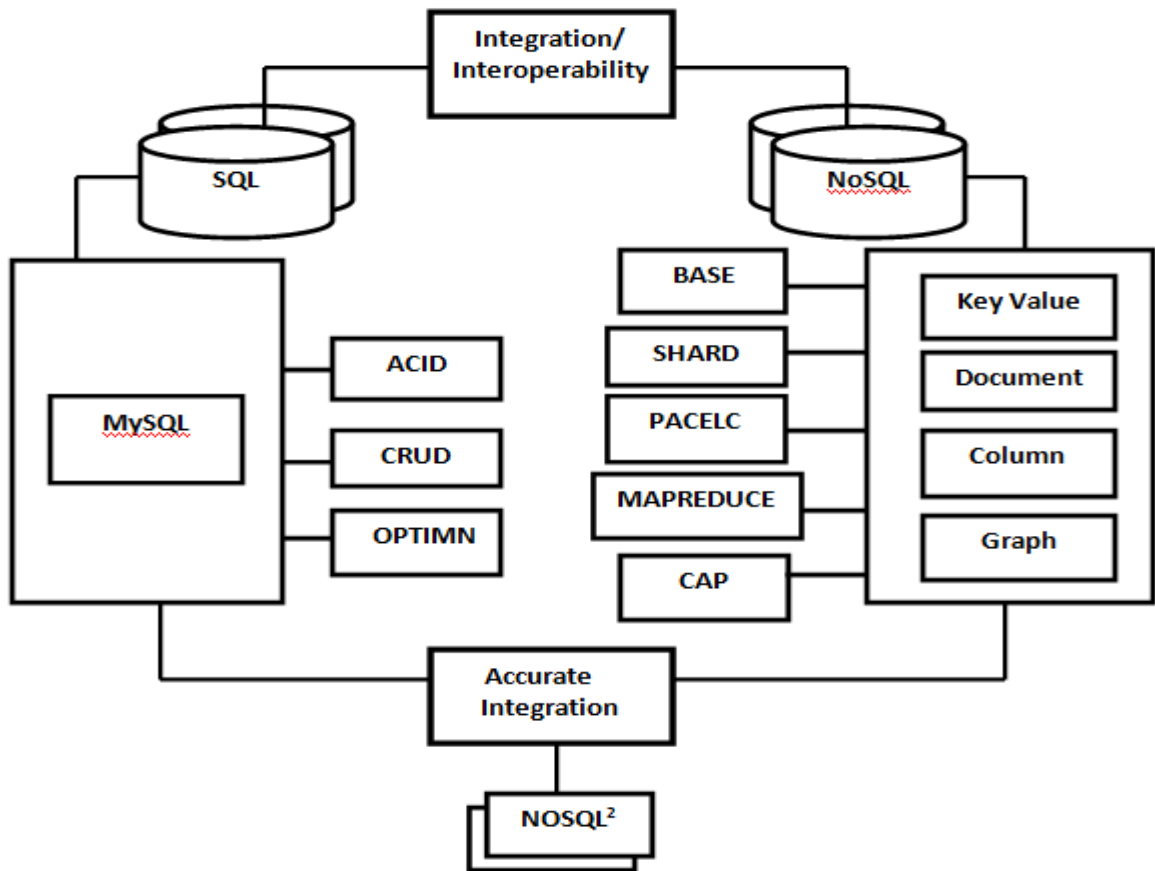 Integration/
Interoperability
SQL
NoSQL
BASE
Key Value
SHARD
ACID
Document
MySQL
PACELC
CRUD
Column
MAPREDUCE
OPTIMN
Graph
CAP
Accurate
Integration
NOSQL²